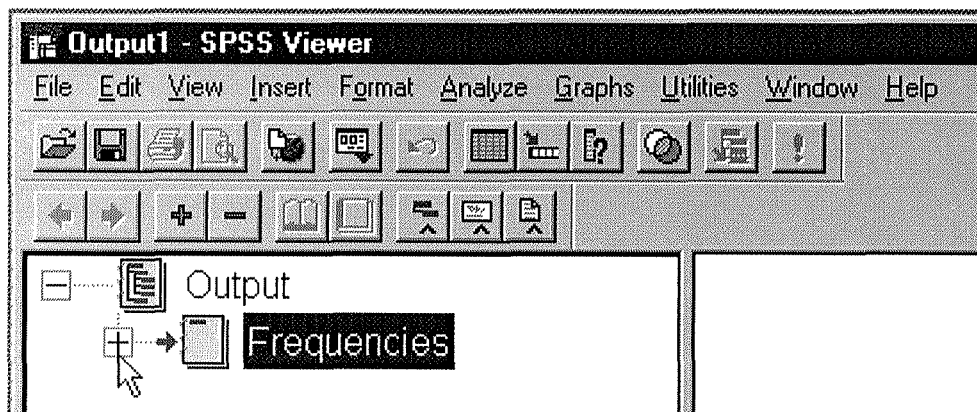 Output1 - SPSS Viewer
File Edit View Insert Format Analyze Graphs Utilities Window Help
Output
Frequencies